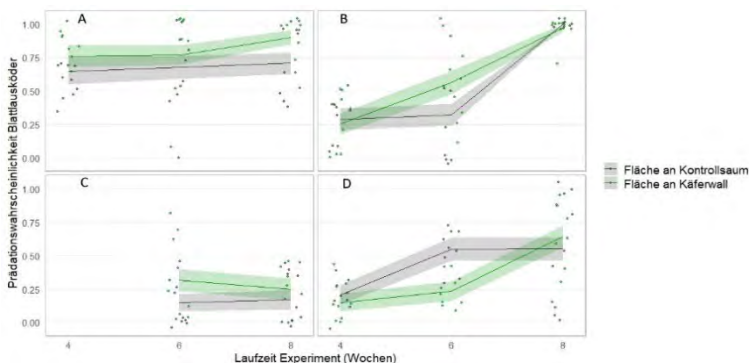 Prädationswahrscheinlichkeit Blattlausköder
A
B
1.00
0.75
0.50
0.25
0.00
C
D
1.00
0.75
0.50
0.25
0.00
4
6
8
4
6
8
Laufzeit Experiment (Wochen)
Fläche an Kontrollsaum
Fläche an Käferwall